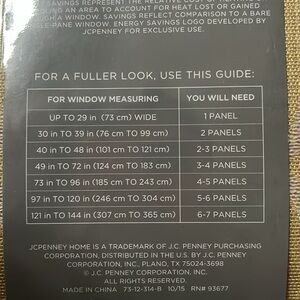 SAVINGS REPRESENT THE RELATIVE
AN AREA TO ACCOUNT FOR HEAT LOST OR GAINED
A WINDOW. SAVINGS REFLECT COMPARISON TO A BARE
PANE WINDOW. ENERGY SAVINGS LOGO DEVELOPED BY
JCPENNEY FOR EXCLUSIVE USE.
FOR A FULLER LOOK, USE THIS GUIDE:
FOR WINDOW MEASURING YOU WILL NEED
UP TO 29 in (73 cm) WIDE 1 PANEL
30 in TO 39 in (76 cm TO 99 cm) 2 PANELS
40 in TO 48 in (101 cm TO 121 cm) 2-3 PANELS
49 in TO 72 in (124 cm TO 183 cm) 3-4 PANELS
73 in TO 96 in (185 cm TO 243 cm) 4-5 PANELS
97 in TO 120 in (246 cm TO 304 cm) 5-6 PANELS
121 in TO 144 in (307 cm TO 365 cm) 6-7 PANELS
JCPENNEY HOME IS A TRADEMARK OF J.C. PENNEY PURCHASING
CORPORATION, DISTRIBUTED IN THE U.S. BY J.C. PENNEY
CORPORATION, INC., PLANO, TX 75024-3698
© J.C. PENNEY CORPORATION, INC.
ALL RIGHTS RESERVED.
MADE IN CHINA 73-12-314-B 10/15 RN# 93677